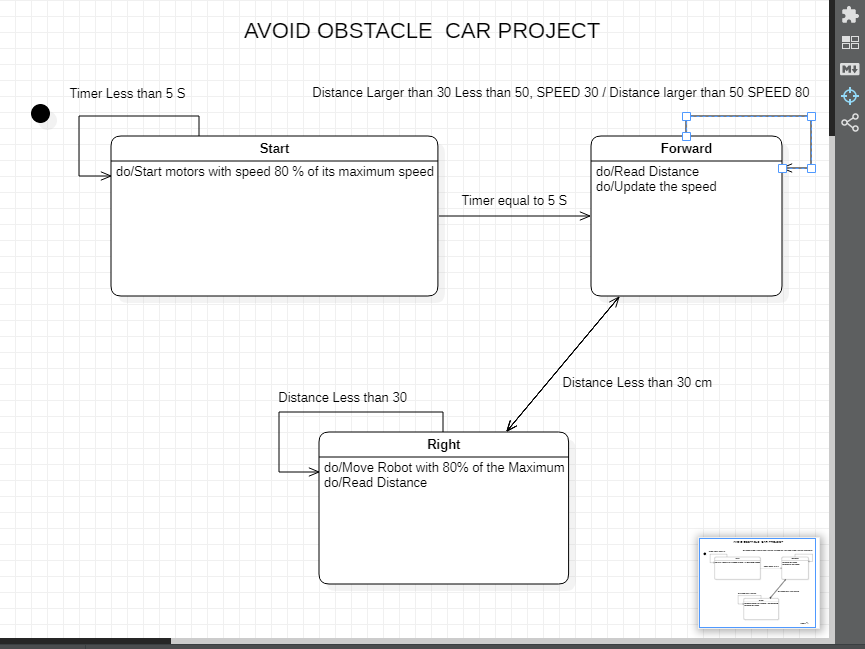 AVOID OBSTACLE  CAR PROJECT
Timer Less than 5 S
Distance Larger than 30 Less than 50, SPEED 30 / Distance larger than 50 SPEED 80
Start
do/Start motors with speed 80 % of its maximum speed
Forward
do/Read Distance
do/Update the speed
Timer equal to 5 S
Distance Less than 30 cm
Distance Less than 30
Right
do/Move Robot with 80% of the Maximum
do/Read Distance